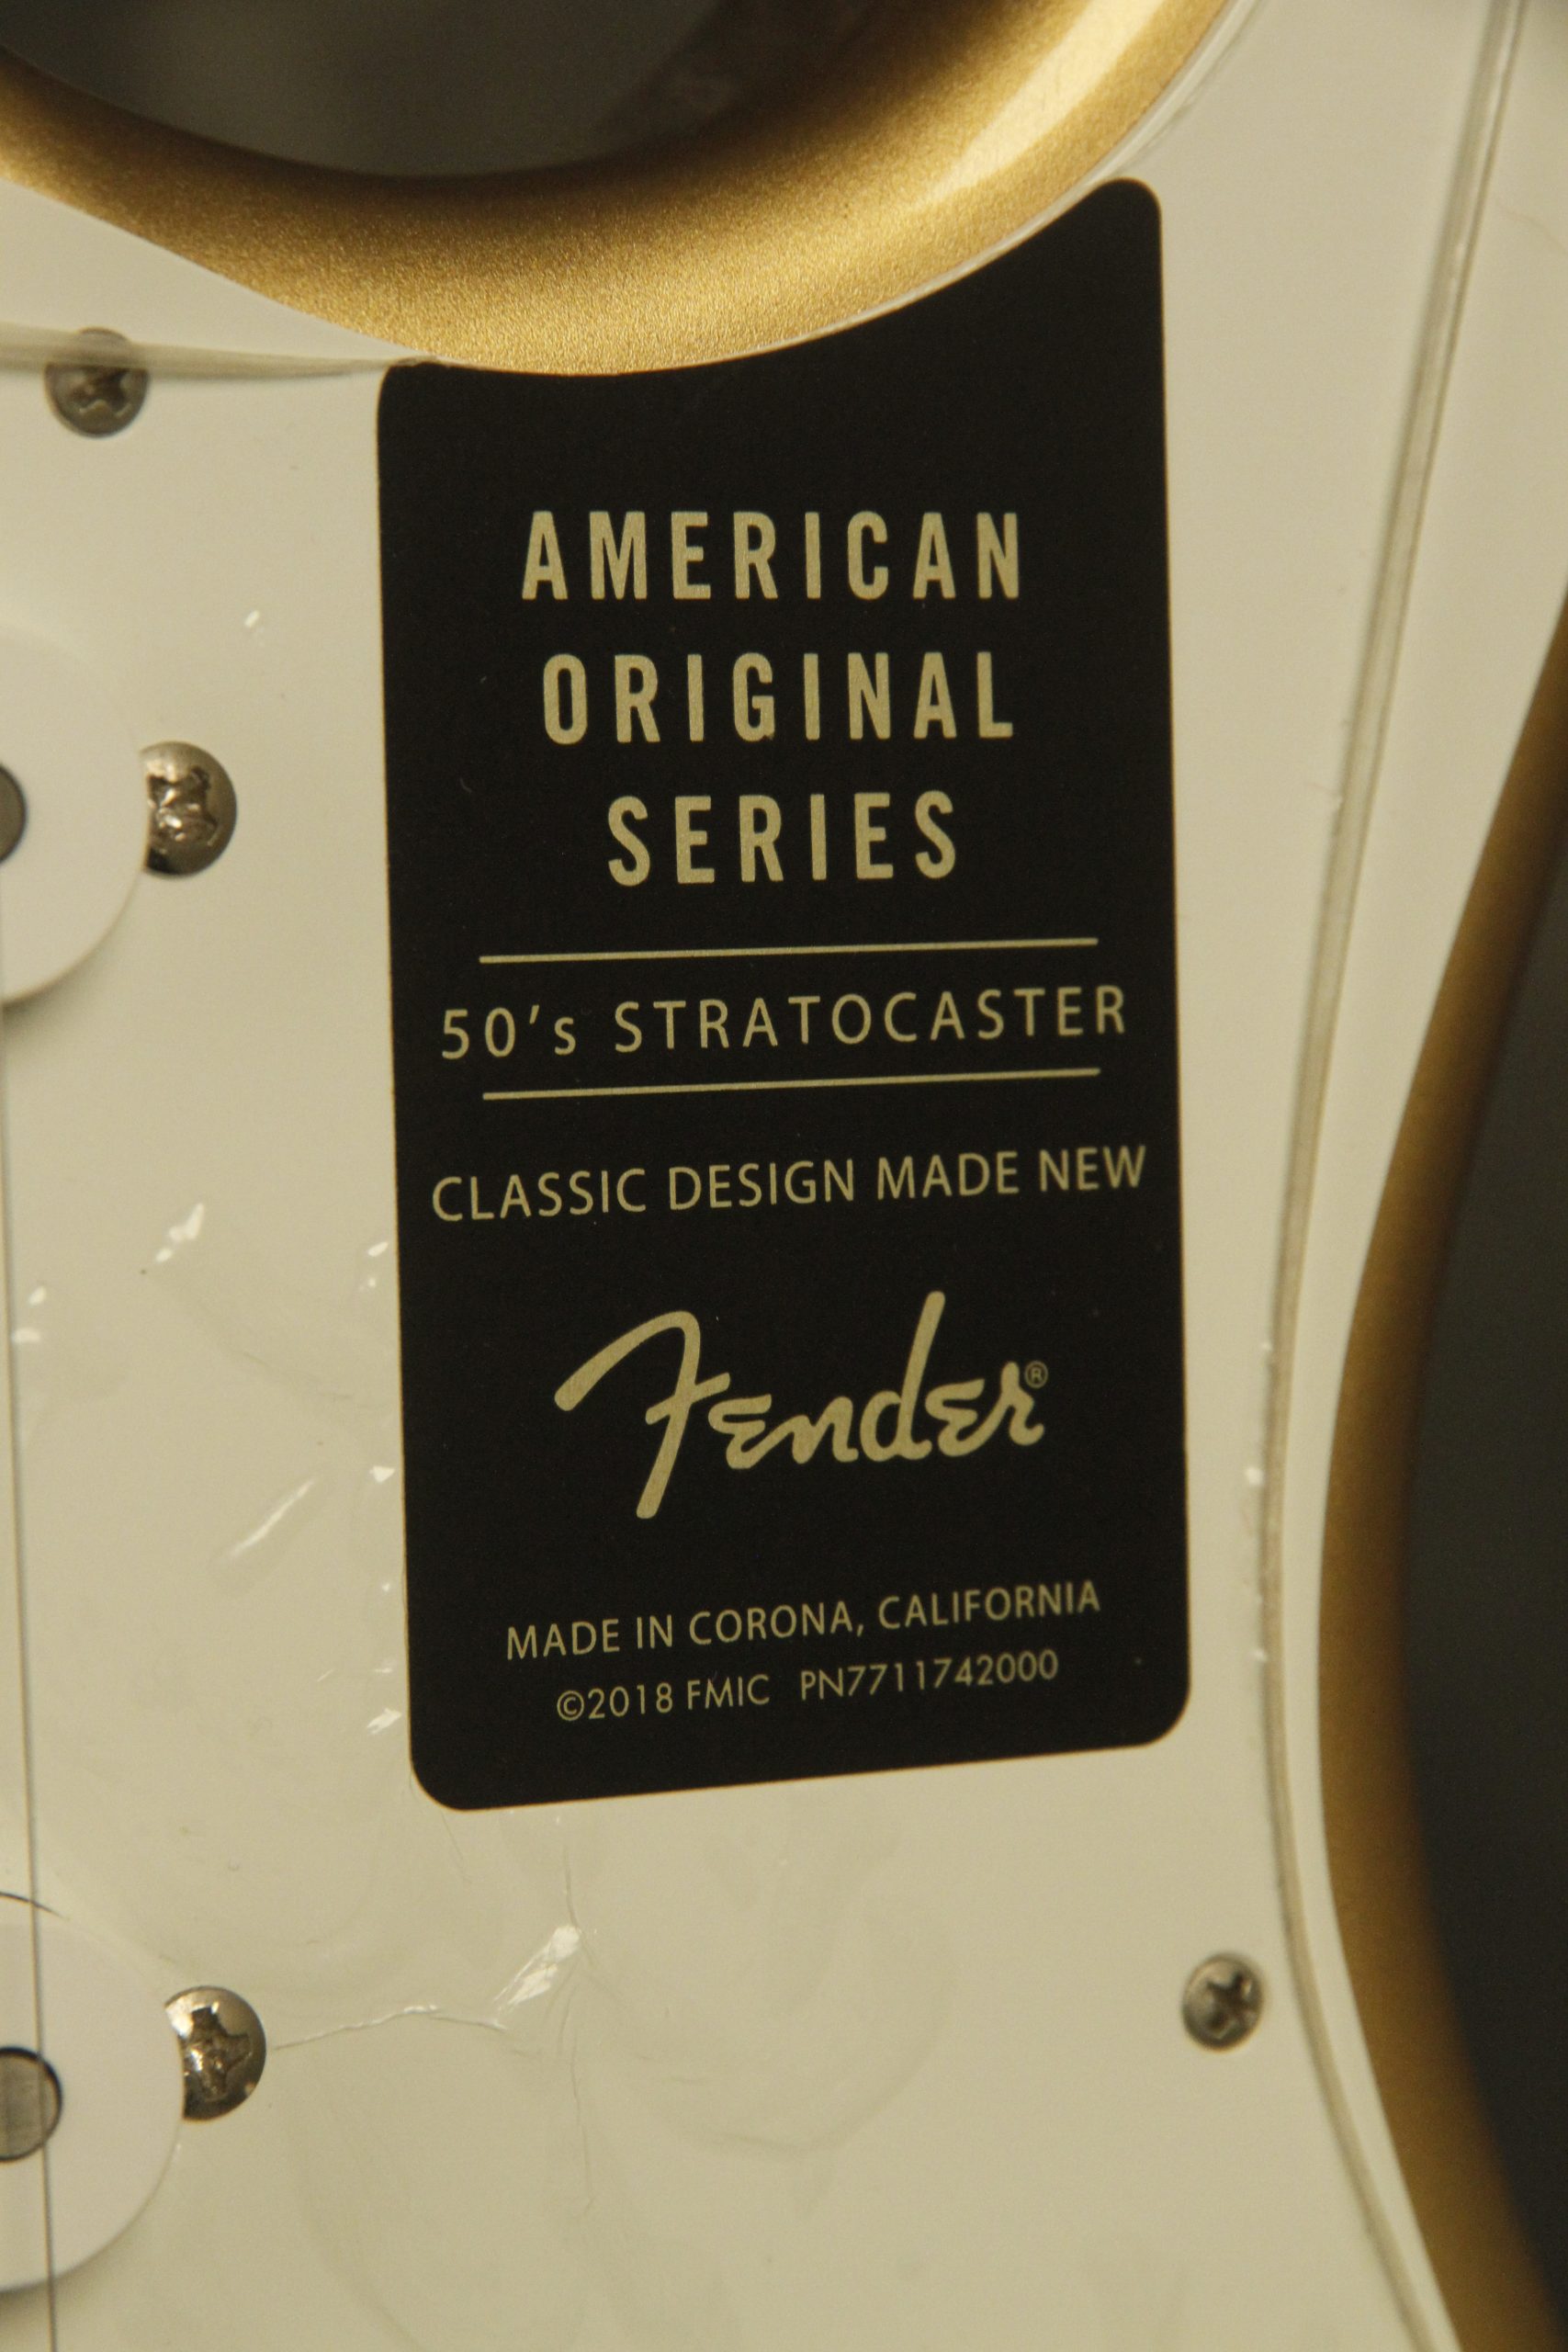 AMERICAN
ORIGINAL
SERIES
50's STRATOCASTER
CLASSIC DESIGN MADE NEW
Fender®
MADE IN CORONA, CALIFORNIA
©2018 FMIC PN7711742000